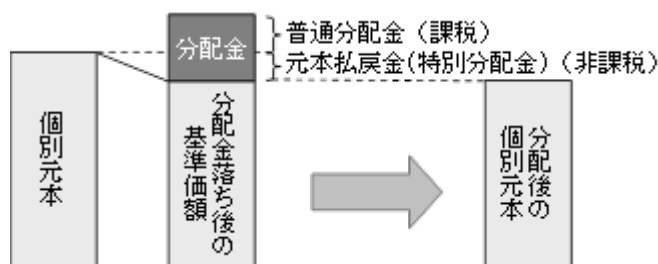 分配金
普通分配金（課税）
元本払戻金(特別分配金)（非課税）
個別元本
分配金落ち後の
基準価額
分配後の
個別元本